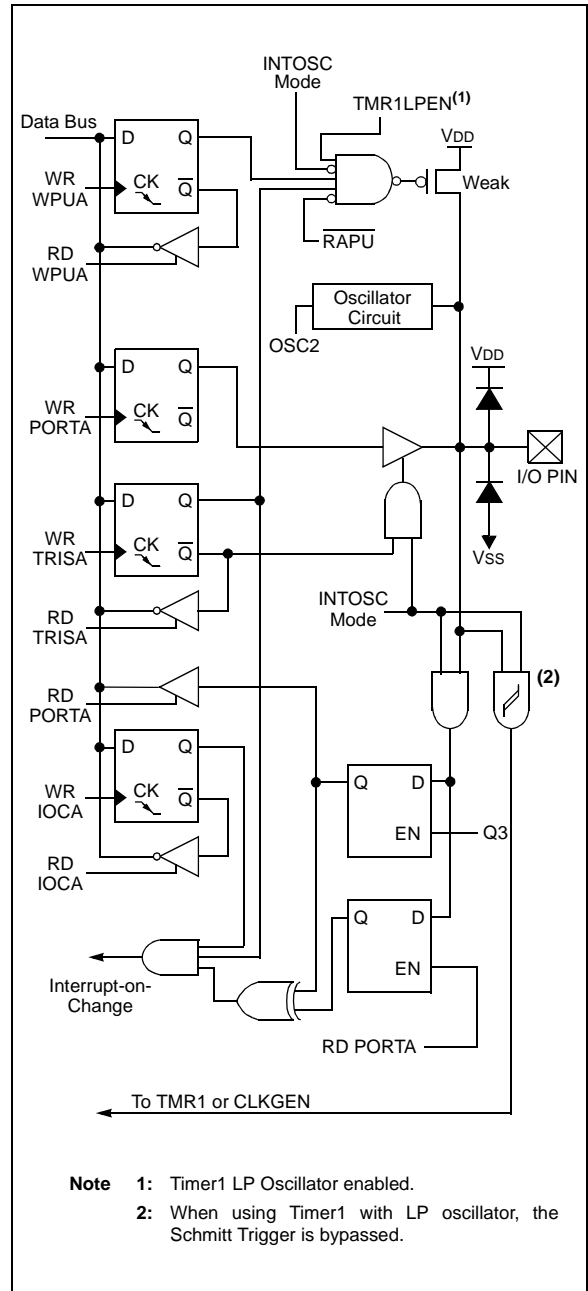 INTOSC
Mode
TMR1LPEN(1)
Data Bus
VDD
D Q
WR
WPUA
CK Q
Weak
RAPU
RD
WPUA
Oscillator
Circuit
OSC2
VDD
D Q
WR
PORTA
CK Q
I/O PIN
D Q
WR
TRISA
CK Q
VSS
INTOSC
Mode
RD
TRISA
(2)
RD
PORTA
D Q
Q D
WR
IOCA
CK Q
EN Q3
RD
IOCA
Q D
EN
Interrupt-on-
Change
RD PORTA
To TMR1 or CLKGEN
Note 1: Timer1 LP Oscillator enabled.
2: When using Timer1 with LP oscillator, the
Schmitt Trigger is bypassed.